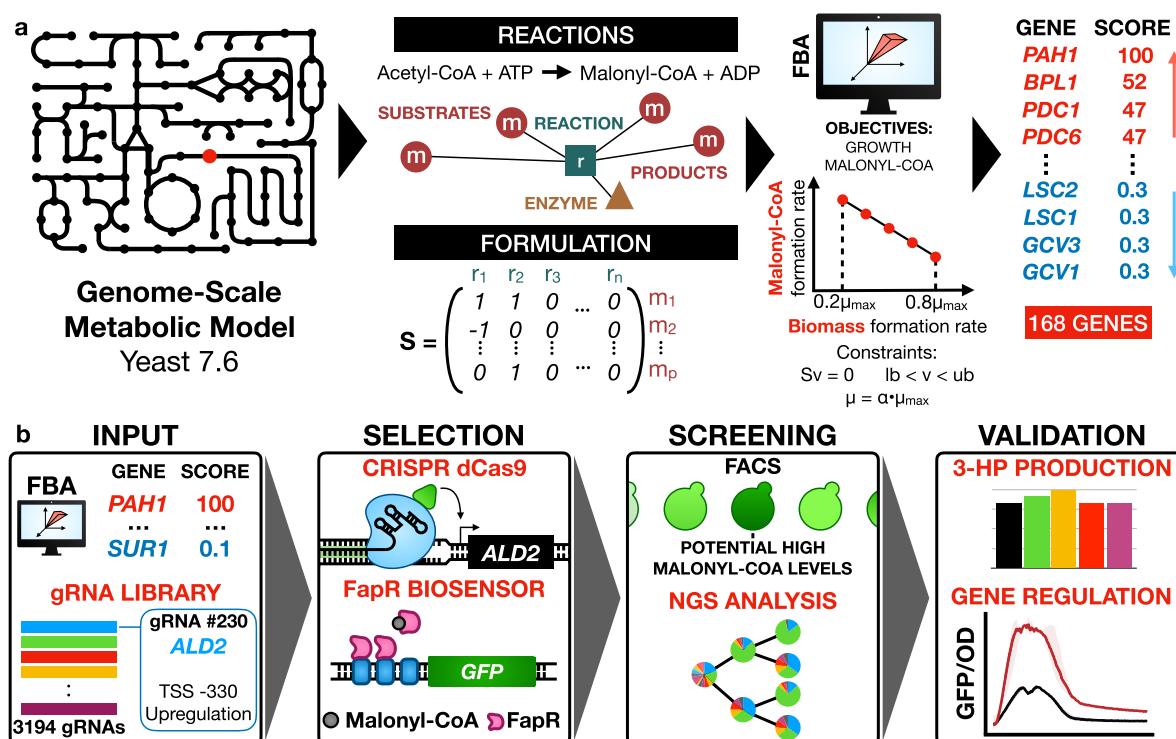 a
Genome-Scale
Metabolic Model
Yeast 7.6
REACTIONS
Acetyl-CoA + ATP → Malonyl-CoA + ADP
SUBSTRATES
m
m
m
m
REACTION
r
PRODUCTS
ENZYME
FORMULATION
r1 r2 r3 rn
S =
1 1 0 ... 0 m1
-1 0 0 0 m2
⋮ ⋮ ⋮ ⋮ ⋮
0 1 0 ... 0 mp
FBA
OBJECTIVES:
GROWTH
MALONYL-COA
Malonyl-CoA
formation rate
0.2μmax 0.8μmax
Biomass formation rate
Constraints:
Sv = 0 lb < v < ub
μ = α•μmax
GENE SCORE
PAH1 100
BPL1 52
PDC1 47
PDC6 47
⋮ ⋮
LSC2 0.3
LSC1 0.3
GCV3 0.3
GCV1 0.3
168 GENES
b
INPUT
FBA
GENE SCORE
PAH1 100
... ...
SUR1 0.1
gRNA LIBRARY
gRNA #230
ALD2
TSS -330
Upregulation
:
3194 gRNAs
SELECTION
CRISPR dCas9
ALD2
FapR BIOSENSOR
GFP
Malonyl-CoA FapR
SCREENING
FACS
POTENTIAL HIGH
MALONYL-COA LEVELS
NGS ANALYSIS
VALIDATION
3-HP PRODUCTION
GENE REGULATION
GFP/OD